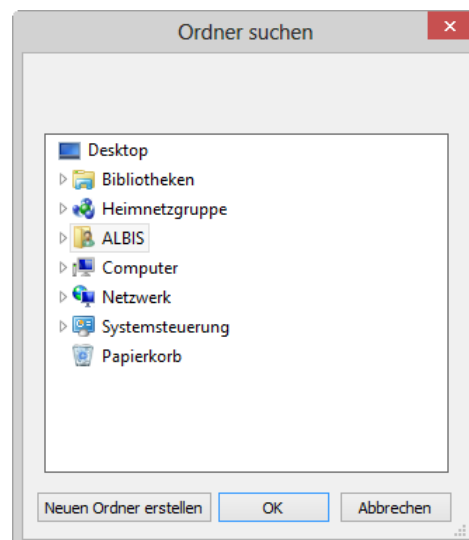 Ordner suchen
Desktop
Bibliotheken
Heimnetzgruppe
ALBIS
Computer
Netzwerk
Systemsteuerung
Papierkorb
Neuen Ordner erstellen OK Abbrechen